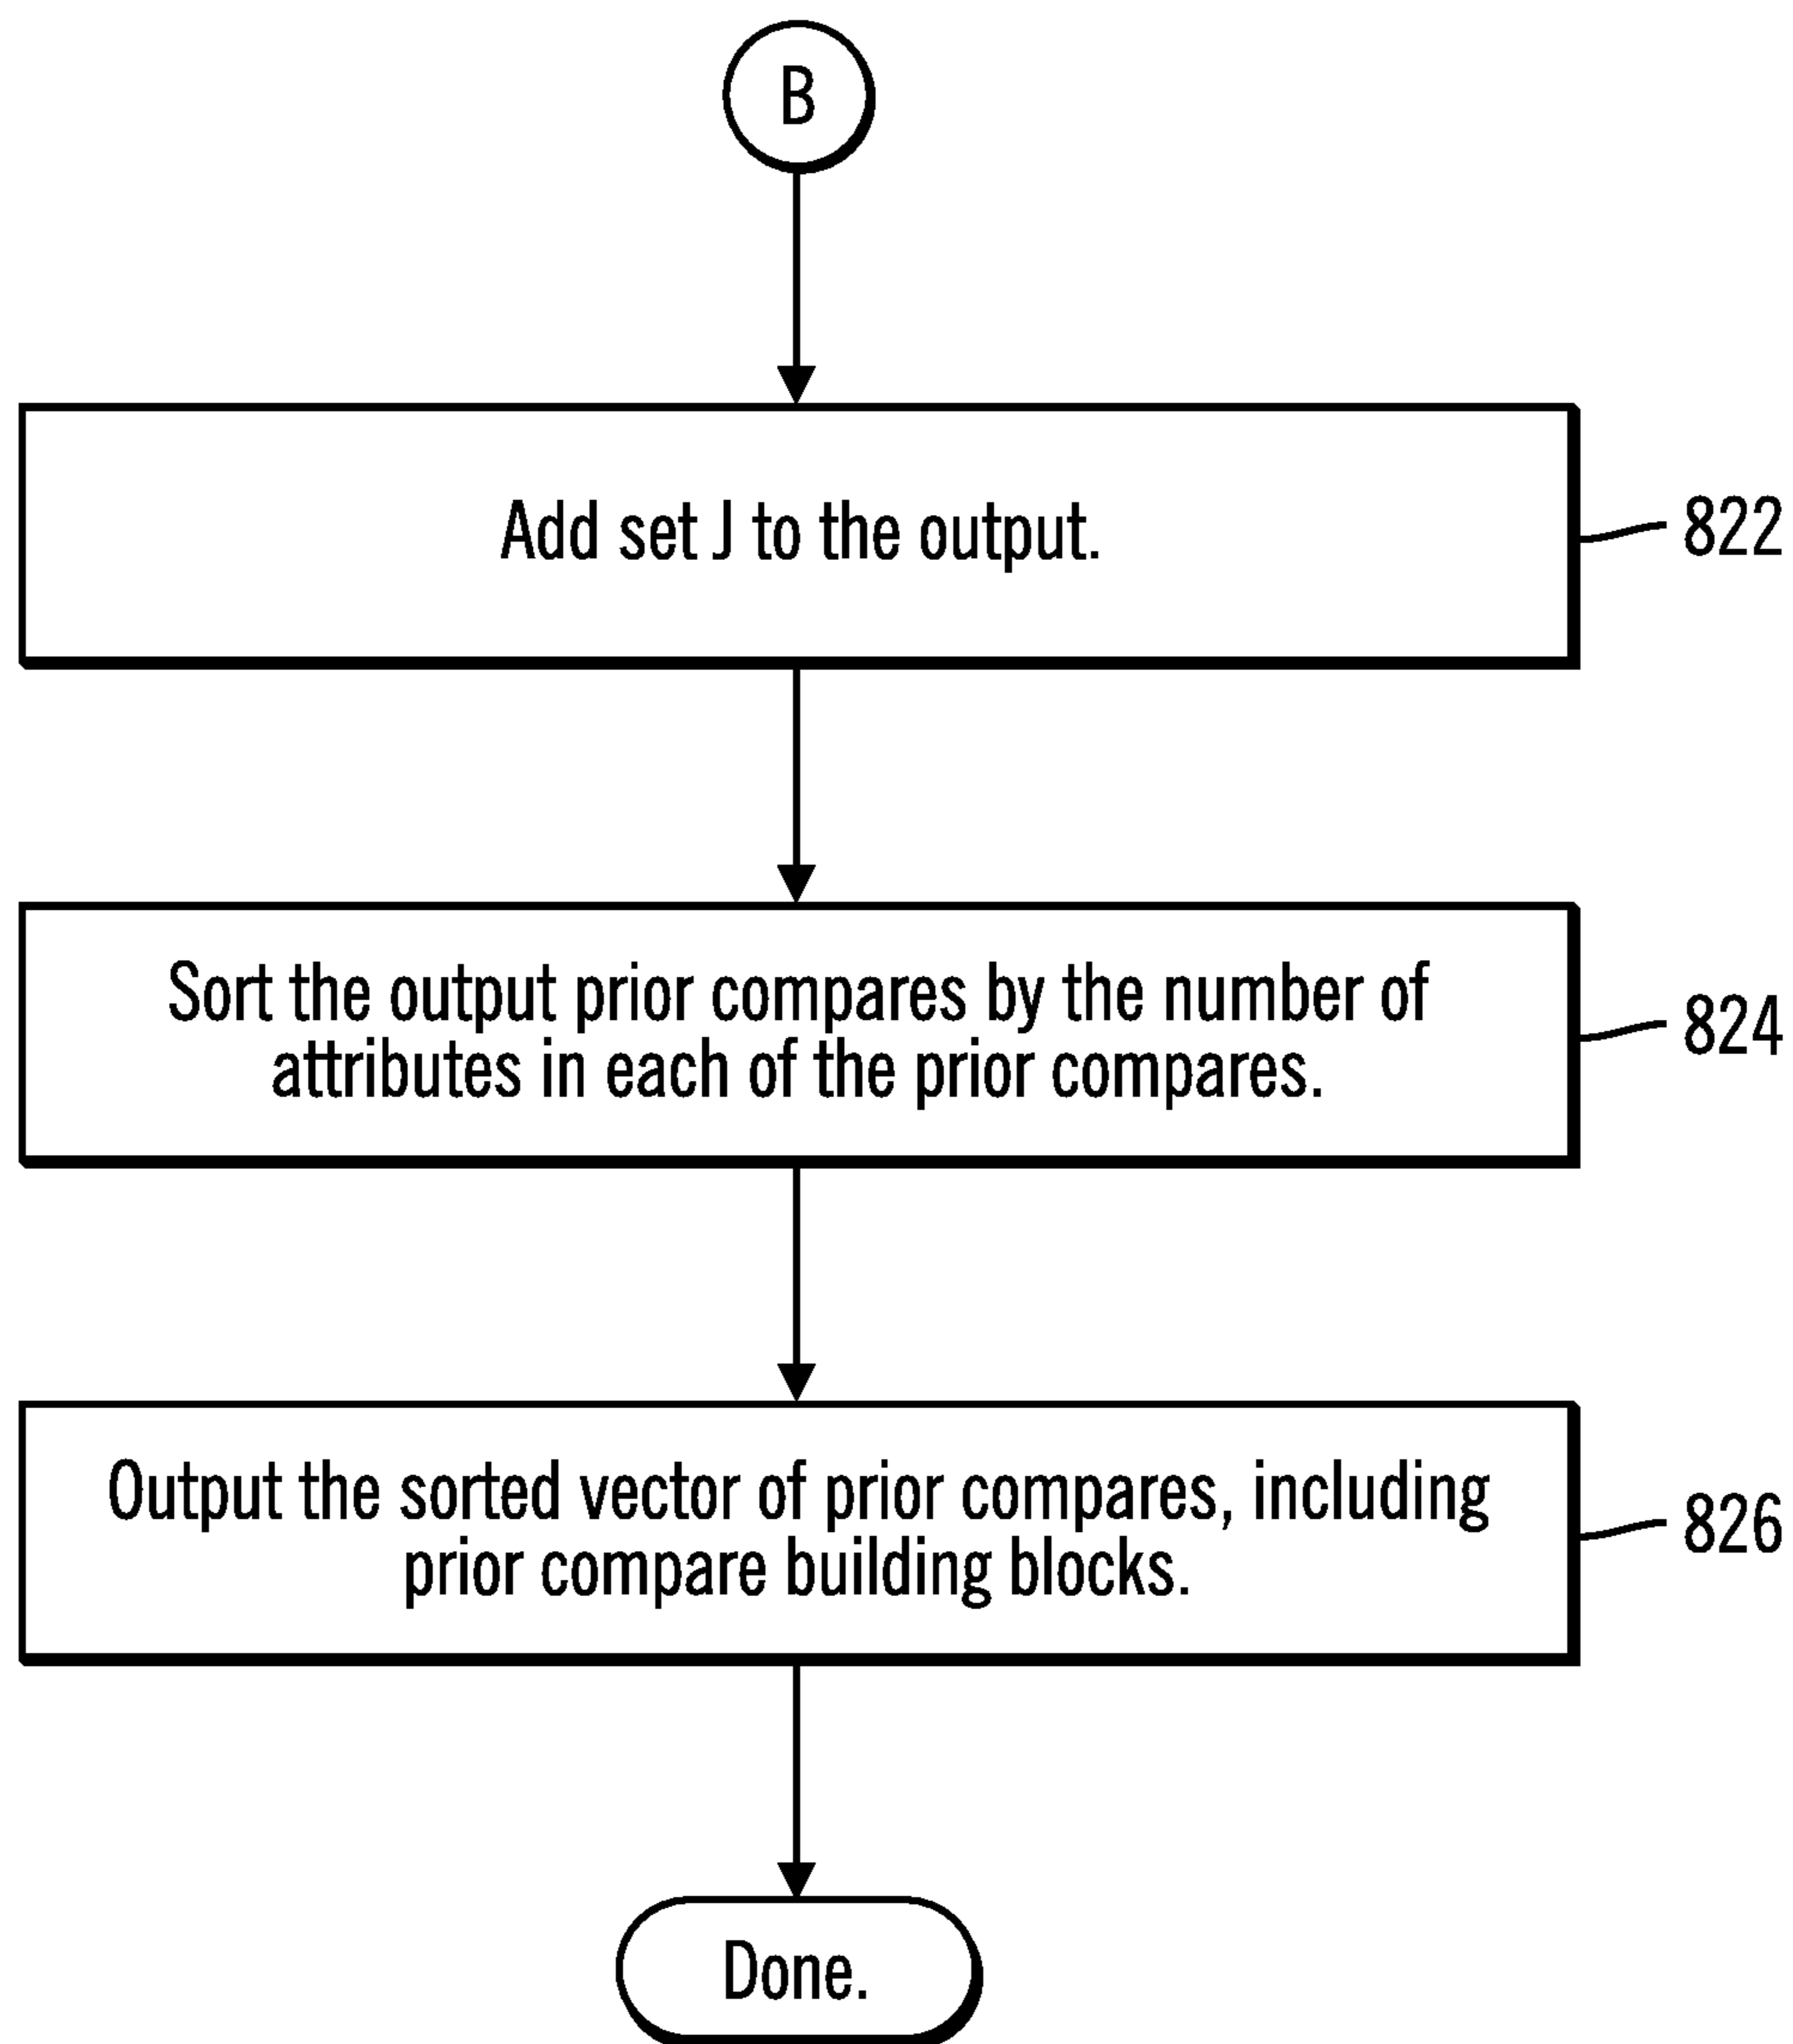 B
Add set J to the output.
822
Sort the output prior compares by the number of
attributes in each of the prior compares.
824
Output the sorted vector of prior compares, including
prior compare building blocks.
826
Done.